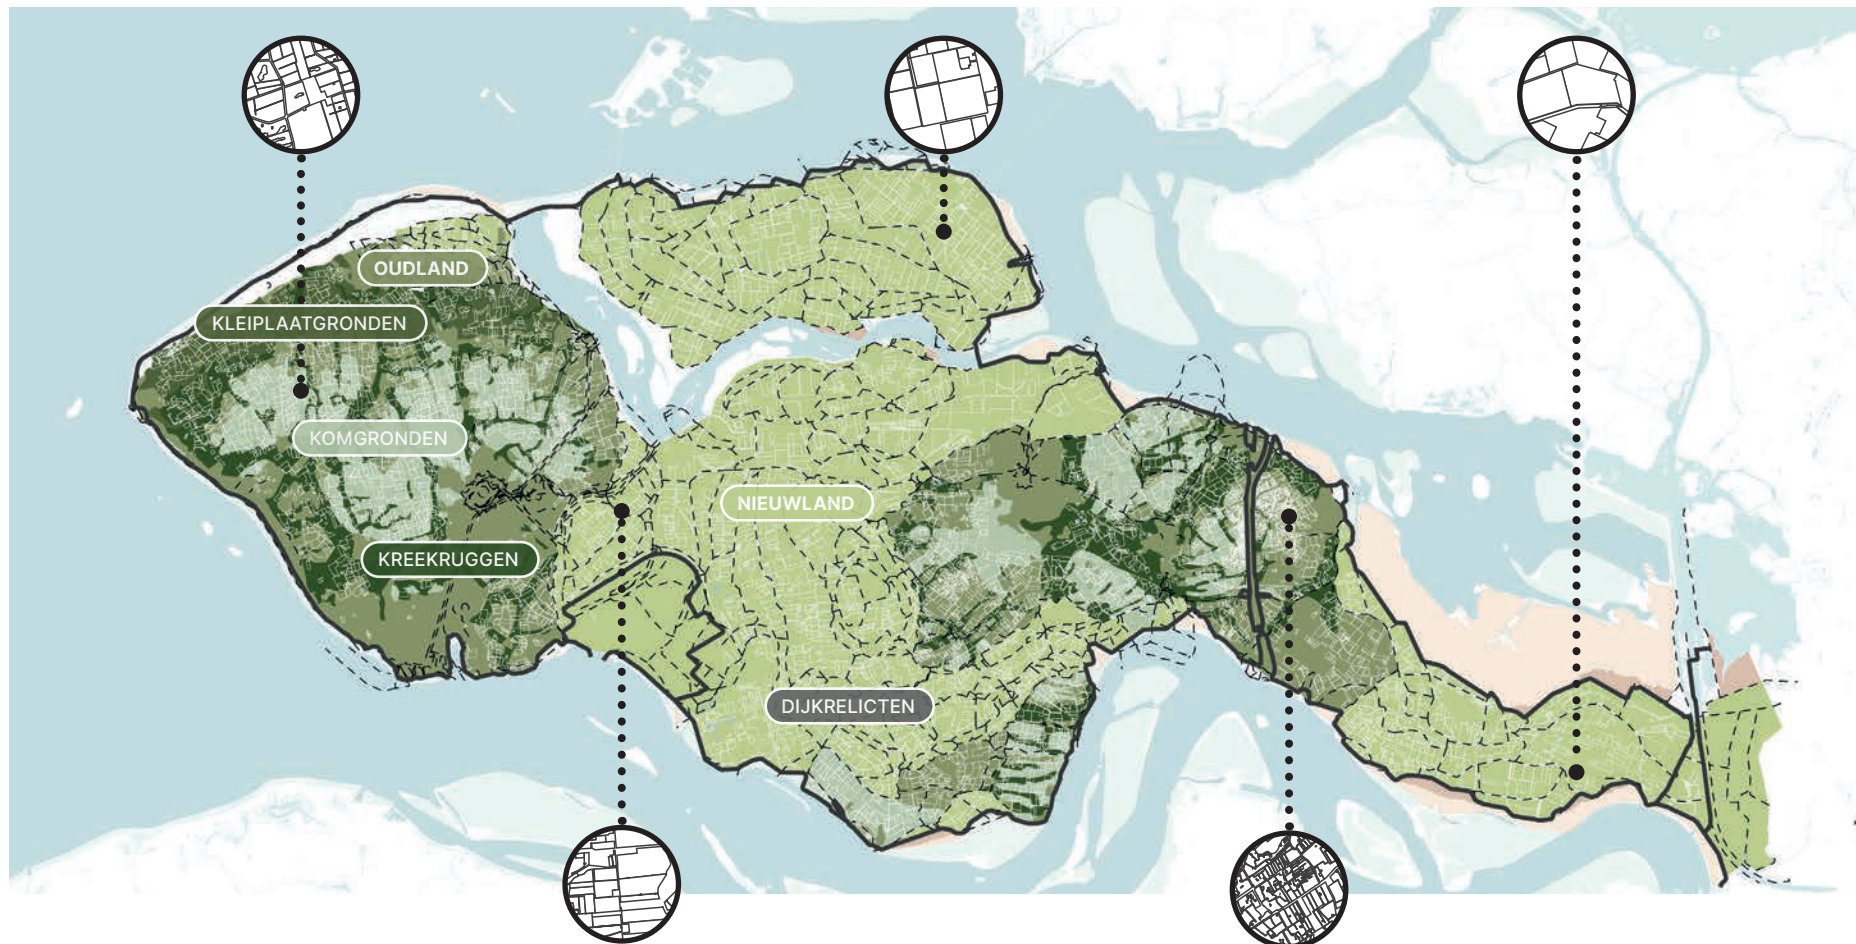 OUDLAND
KLEIPLAATGRONDEN
KOMGRONDEN
NIEUWLAND
KREEKRUGGEN
DIJKRELICTEN